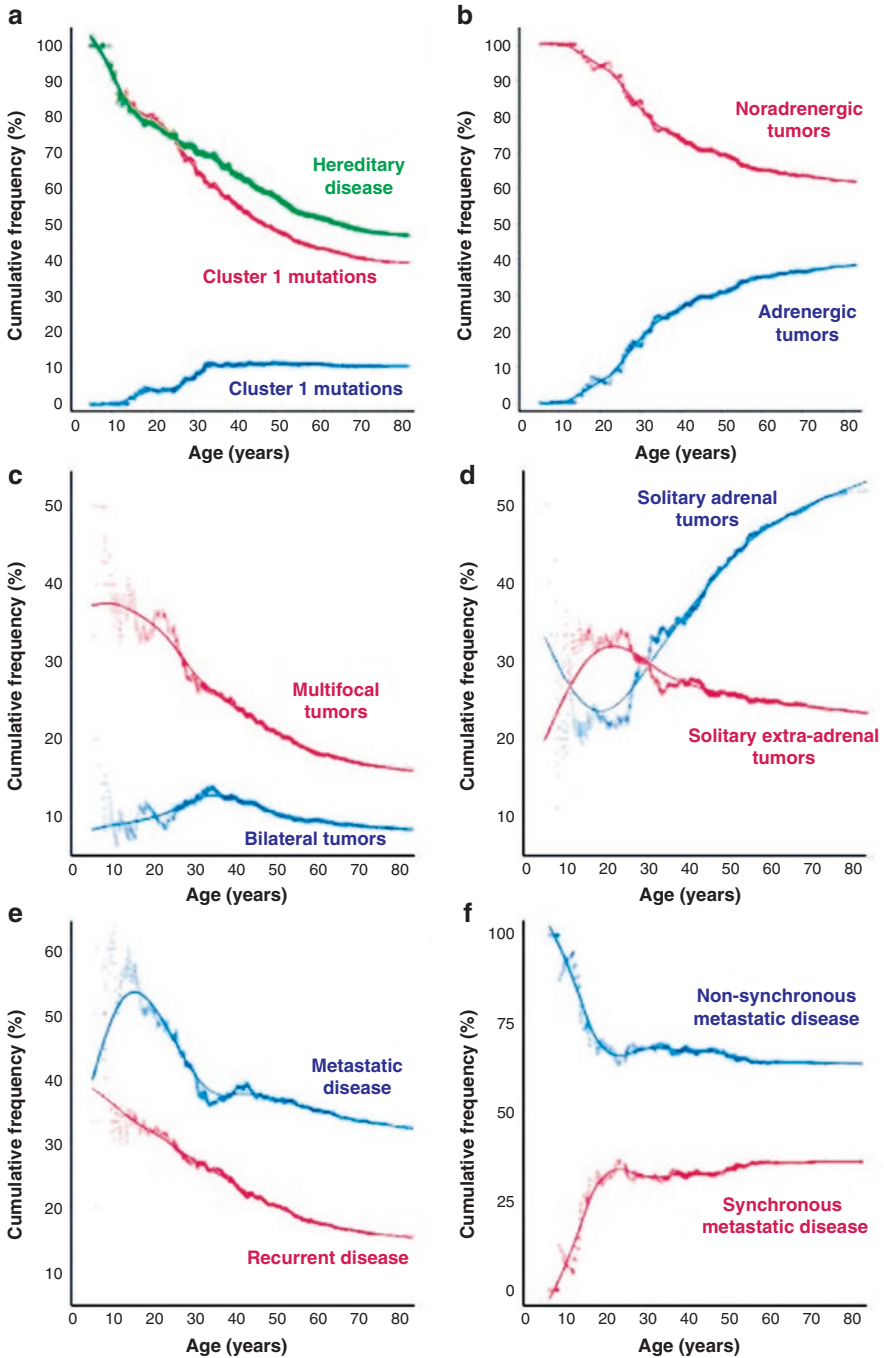 a
Cumulative frequency (%)
100
90
80
70
60
50
40
30
20
10
0
Hereditary
disease
Cluster 1 mutations
Cluster 1 mutations
0 10 20 30 40 50 60 70 80
Age (years)
b
Cumulative frequency (%)
100
90
80
70
60
50
40
30
20
10
0
Noradrenergic
tumors
Adrenergic
tumors
0 10 20 30 40 50 60 70 80
Age (years)
c
Cumulative frequency (%)
50
40
30
20
10
Multifocal
tumors
Bilateral tumors
0 10 20 30 40 50 60 70 80
Age (years)
d
Cumulative frequency (%)
50
40
30
20
10
Solitary adrenal
tumors
Solitary extra-adrenal
tumors
0 10 20 30 40 50 60 70 80
Age (years)
e
Cumulative frequency (%)
60
50
40
30
20
10
Metastatic
disease
Recurrent disease
0 10 20 30 40 50 60 70 80
Age (years)
f
Cumulative frequency (%)
100
75
50
25
0
Non-synchronous
metastatic disease
Synchronous
metastatic disease
0 10 20 30 40 50 60 70 80
Age (years)